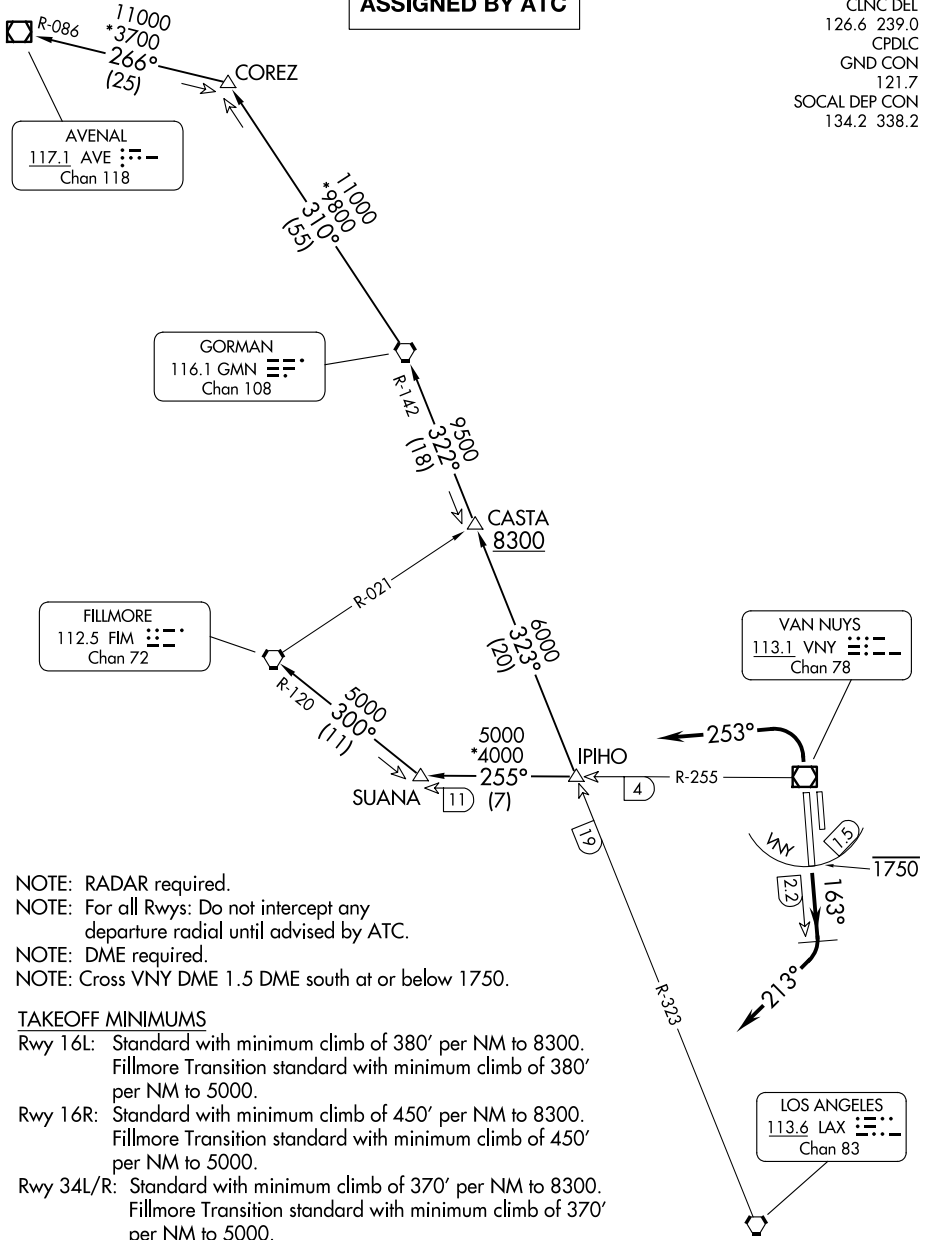 ASSIGNED BY ATC
CLNC DEL
126.6 239.0
CPDLC
GND CON
121.7
SOCAL DEP CON
134.2 338.2
R-086
11000
*3700
266°
(25)
COREZ
AVENAL
117.1 AVE
Chan 118
11000
*9800
310°
(55)
GORMAN
116.1 GMN
Chan 108
R-142
9500
322°
(18)
CASTA
8300
R-021
FILLMORE
112.5 FIM
Chan 72
6000
323°
(20)
VAN NUYS
113.1 VNY
Chan 78
R-120
5000
300°
(11)
253°
5000
*4000
255°
(7)
IPIHO
4
R-255
SUANA
11
19
VNY
1.5
1750
2.2
163°
213°
R-323
NOTE: RADAR required.
NOTE: For all Rwys: Do not intercept any
departure radial until advised by ATC.
NOTE: DME required.
NOTE: Cross VNY DME 1.5 DME south at or below 1750.
TAKEOFF MINIMUMS
Rwy 16L: Standard with minimum climb of 380' per NM to 8300.
Fillmore Transition standard with minimum climb of 380'
per NM to 5000.
Rwy 16R: Standard with minimum climb of 450' per NM to 8300.
Fillmore Transition standard with minimum climb of 450'
per NM to 5000.
Rwy 34L/R: Standard with minimum climb of 370' per NM to 8300.
Fillmore Transition standard with minimum climb of 370'
per NM to 5000.
LOS ANGELES
113.6 LAX
Chan 83